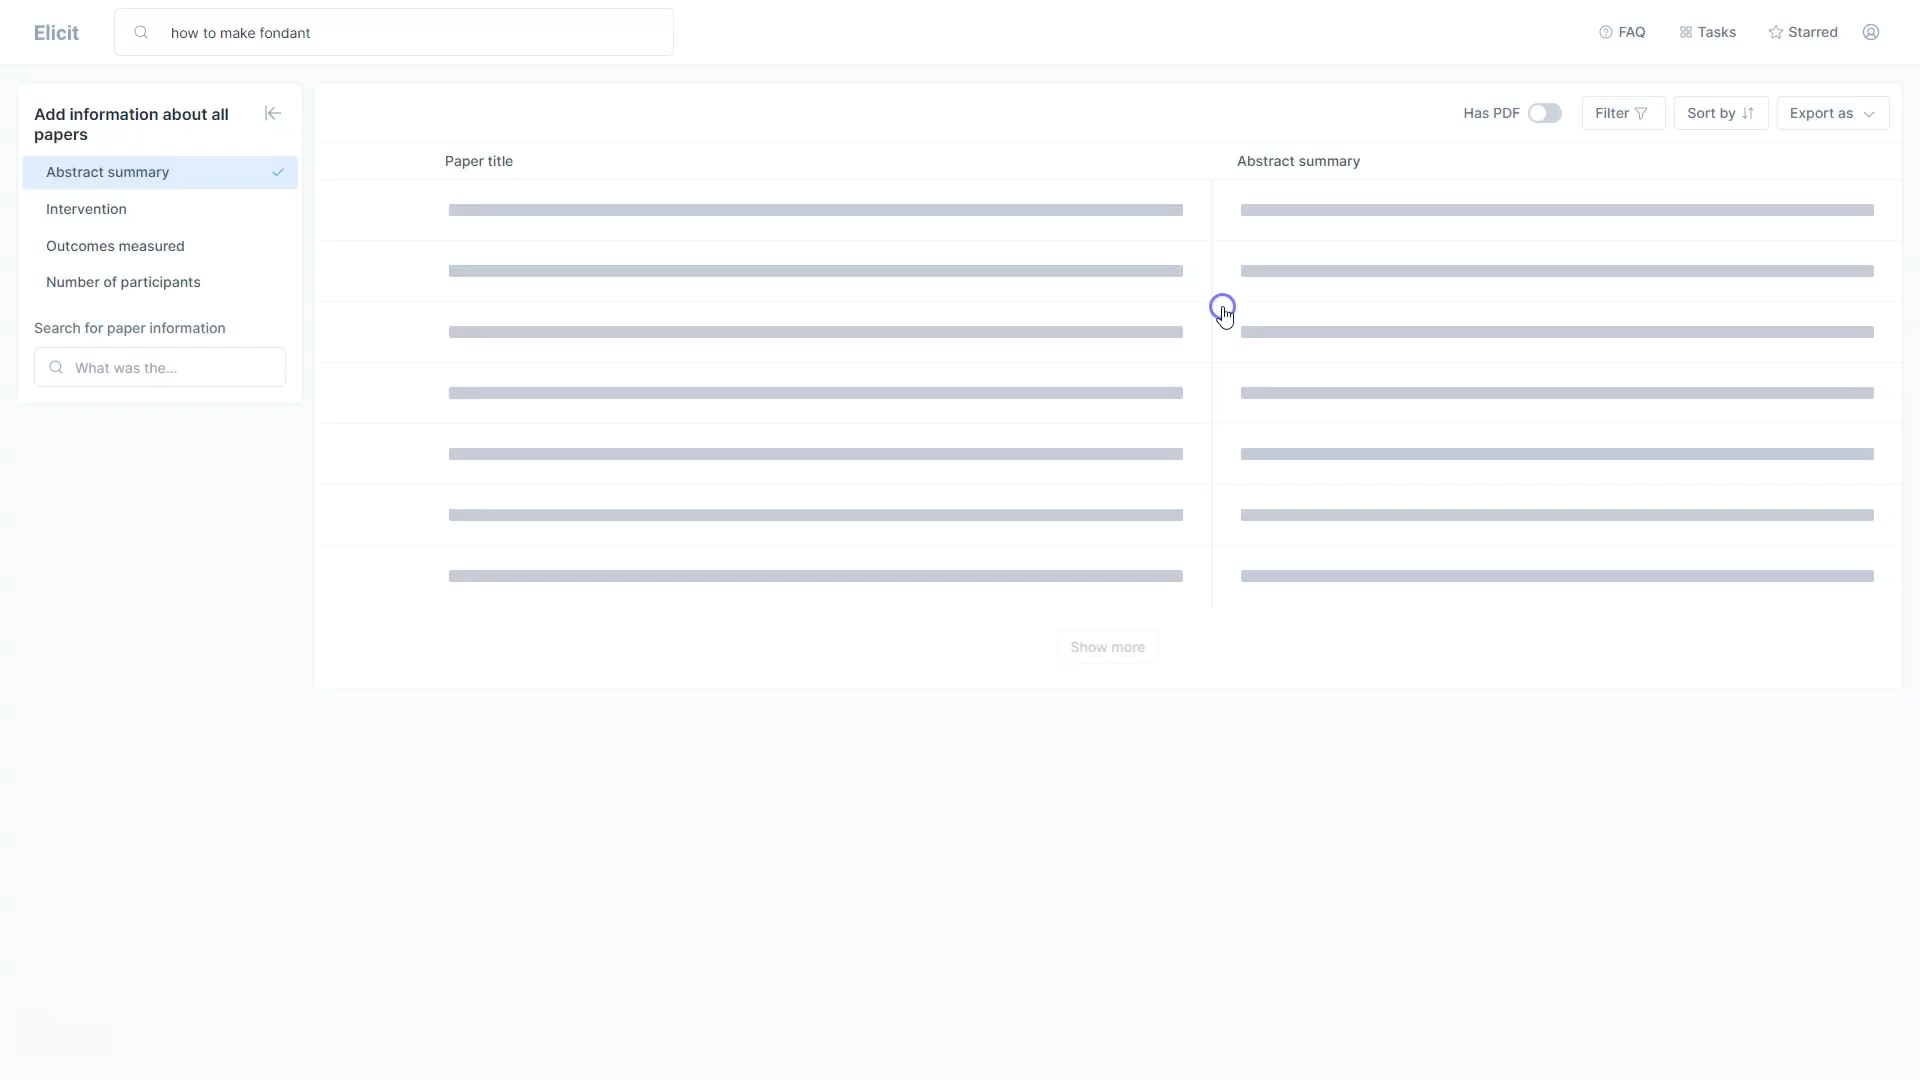 Elicit
how to make fondant
FAQ
Tasks
Starred
Add information about all
papers
Abstract summary
Intervention
Outcomes measured
Number of participants
Search for paper information
What was the...
Has PDF
Filter
Sort by
Export as
Paper title
Abstract summary
Show more